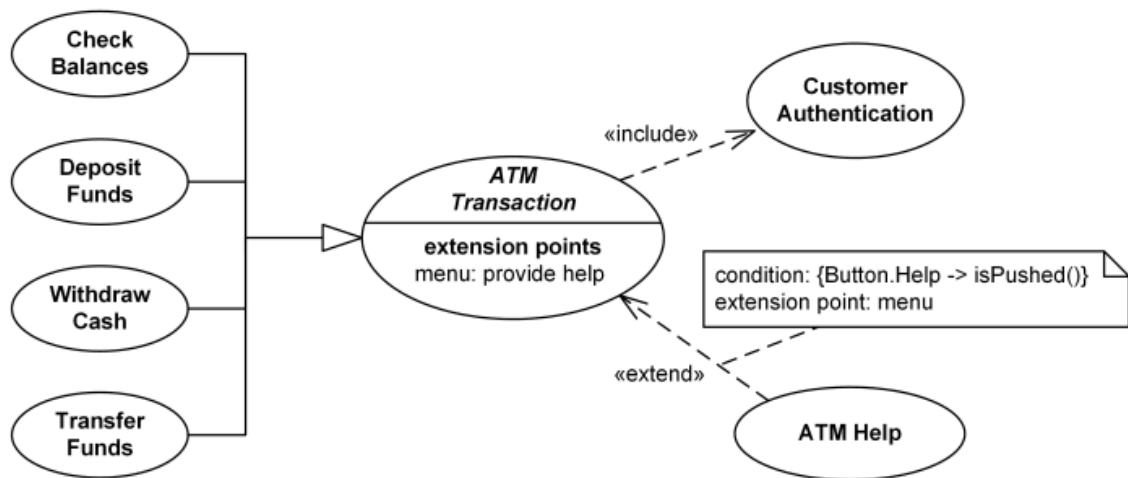 Check
Balances
Deposit
Funds
Withdraw
Cash
Transfer
Funds
ATM
Transaction
extension points
menu: provide help
«include»
Customer
Authentication
condition: {Button.Help -> isPushed()}
extension point: menu
«extend»
ATM Help